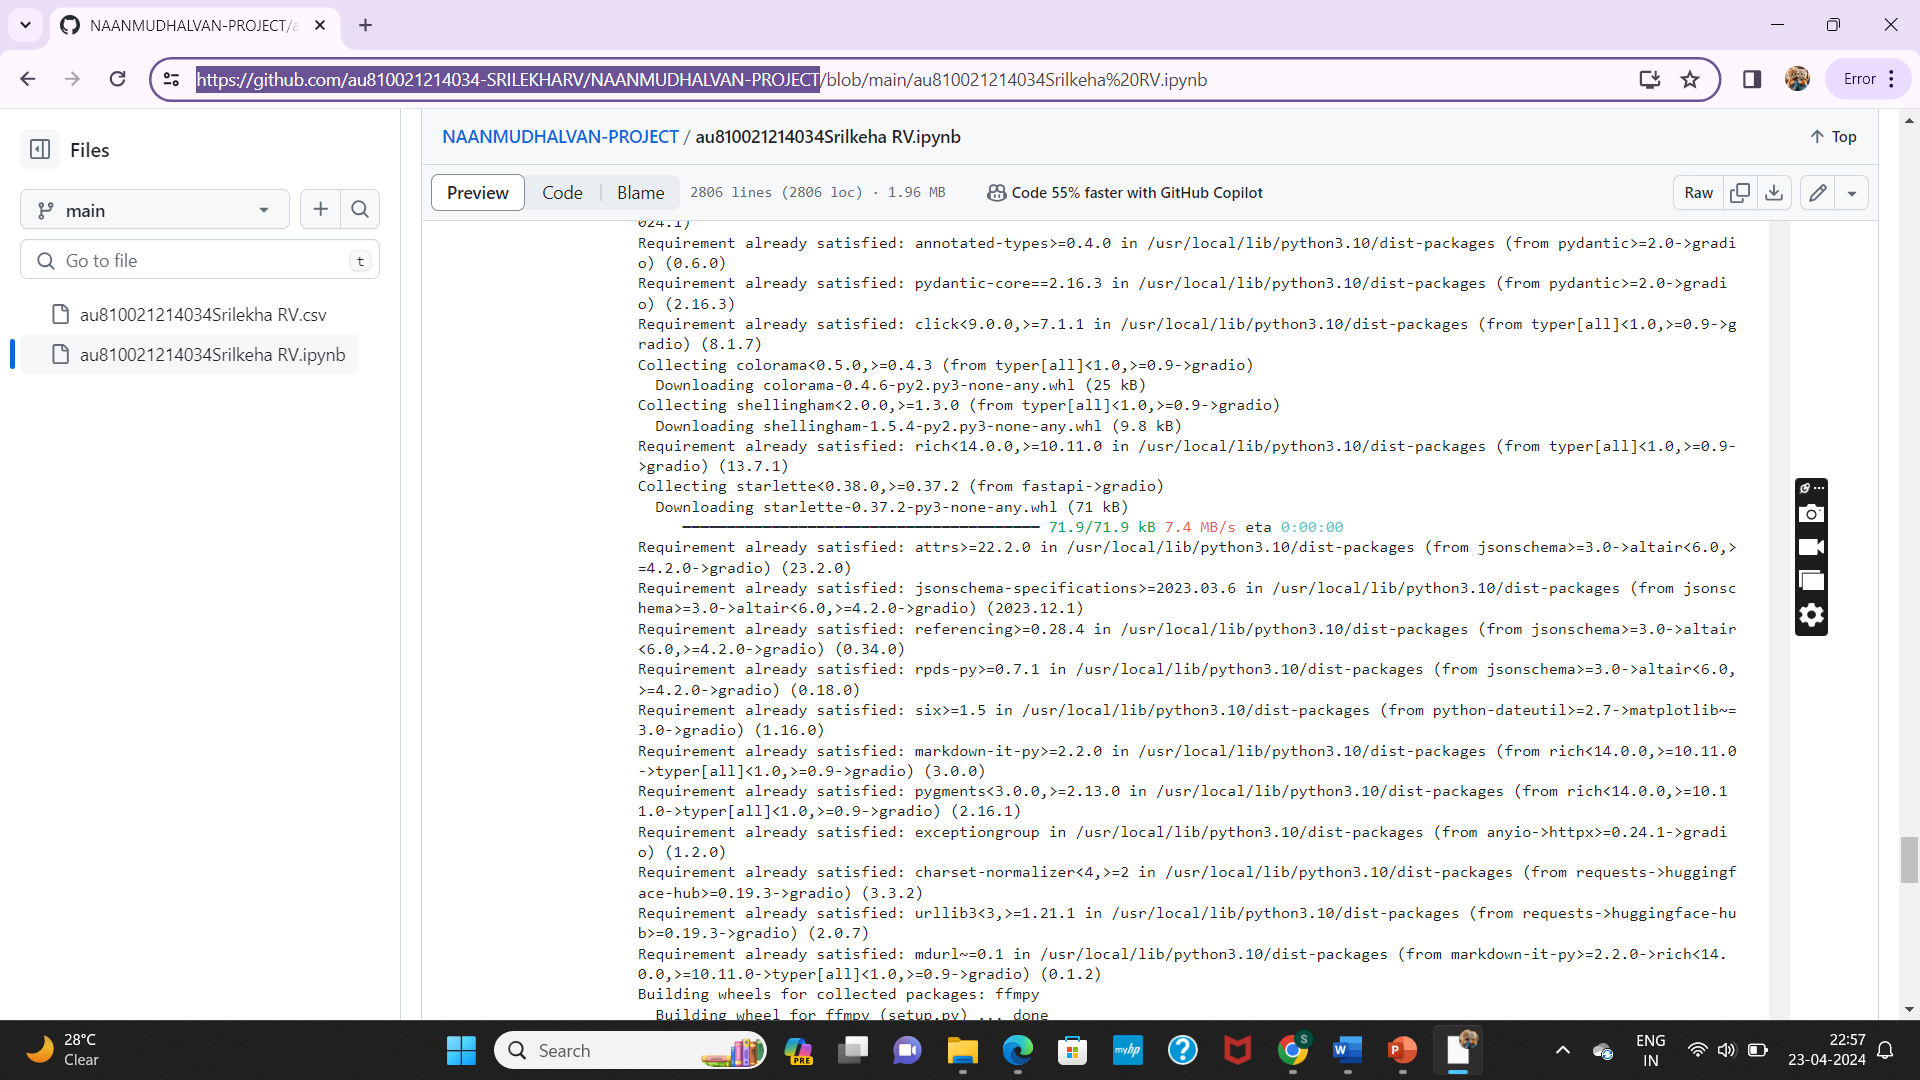 NAANMUDHALVAN-PROJECT/a
https://github.com/au810021214034-SRILEKHARV/NAANMUDHALVAN-PROJECT/blob/main/au810021214034Srilkeha%20RV.ipynb
Error
Files
NAANMUDHALVAN-PROJECT / au810021214034Srilkeha RV.ipynb
Top
main
Preview
Code
Blame
2806 lines (2806 loc) · 1.96 MB
Code 55% faster with GitHub Copilot
Raw
Go to file
t
au810021214034Srilekha RV.csv
au810021214034Srilkeha RV.ipynb
024.1)
Requirement already satisfied: annotated-types>=0.4.0 in /usr/local/lib/python3.10/dist-packages (from pydantic>=2.0->gradi
o) (0.6.0)
Requirement already satisfied: pydantic-core==2.16.3 in /usr/local/lib/python3.10/dist-packages (from pydantic>=2.0->gradi
o) (2.16.3)
Requirement already satisfied: click<9.0.0,>=7.1.1 in /usr/local/lib/python3.10/dist-packages (from typer[all]<1.0,>=0.9->g
radio) (8.1.7)
Collecting colorama<0.5.0,>=0.4.3 (from typer[all]<1.0,>=0.9->gradio)
Downloading colorama-0.4.6-py2.py3-none-any.whl (25 kB)
Collecting shellingham<2.0.0,>=1.3.0 (from typer[all]<1.0,>=0.9->gradio)
Downloading shellingham-1.5.4-py2.py3-none-any.whl (9.8 kB)
Requirement already satisfied: rich<14.0.0,>=10.11.0 in /usr/local/lib/python3.10/dist-packages (from typer[all]<1.0,>=0.9-
>gradio) (13.7.1)
Collecting starlette<0.38.0,>=0.37.2 (from fastapi->gradio)
Downloading starlette-0.37.2-py3-none-any.whl (71 kB)
71.9/71.9 kB 7.4 MB/s eta 0:00:00
Requirement already satisfied: attrs>=22.2.0 in /usr/local/lib/python3.10/dist-packages (from jsonschema>=3.0->altair<6.0,>
=4.2.0->gradio) (23.2.0)
Requirement already satisfied: jsonschema-specifications>=2023.03.6 in /usr/local/lib/python3.10/dist-packages (from jsonsc
hema>=3.0->altair<6.0,>=4.2.0->gradio) (2023.12.1)
Requirement already satisfied: referencing>=0.28.4 in /usr/local/lib/python3.10/dist-packages (from jsonschema>=3.0->altair
<6.0,>=4.2.0->gradio) (0.34.0)
Requirement already satisfied: rpds-py>=0.7.1 in /usr/local/lib/python3.10/dist-packages (from jsonschema>=3.0->altair<6.0,
>=4.2.0->gradio) (0.18.0)
Requirement already satisfied: six>=1.5 in /usr/local/lib/python3.10/dist-packages (from python-dateutil>=2.7->matplotlib~=
3.0->gradio) (1.16.0)
Requirement already satisfied: markdown-it-py>=2.2.0 in /usr/local/lib/python3.10/dist-packages (from rich<14.0.0,>=10.11.0
->typer[all]<1.0,>=0.9->gradio) (3.0.0)
Requirement already satisfied: pygments<3.0.0,>=2.13.0 in /usr/local/lib/python3.10/dist-packages (from rich<14.0.0,>=10.1
1.0->typer[all]<1.0,>=0.9->gradio) (2.16.1)
Requirement already satisfied: exceptiongroup in /usr/local/lib/python3.10/dist-packages (from anyio->httpx>=0.24.1->gradi
o) (1.2.0)
Requirement already satisfied: charset-normalizer<4,>=2 in /usr/local/lib/python3.10/dist-packages (from requests->huggingf
ace-hub>=0.19.3->gradio) (3.3.2)
Requirement already satisfied: urllib3<3,>=1.21.1 in /usr/local/lib/python3.10/dist-packages (from requests->huggingface-hu
b>=0.19.3->gradio) (2.0.7)
Requirement already satisfied: mdurl~=0.1 in /usr/local/lib/python3.10/dist-packages (from markdown-it-py>=2.2.0->rich<14.
0.0,>=10.11.0->typer[all]<1.0,>=0.9->gradio) (0.1.2)
Building wheels for collected packages: ffmpy
Building wheel for ffmpy (setup.py) ... done
28°C
Clear
Search
PRE
myhp
S
W
P
ENG
IN
22:57
23-04-2024